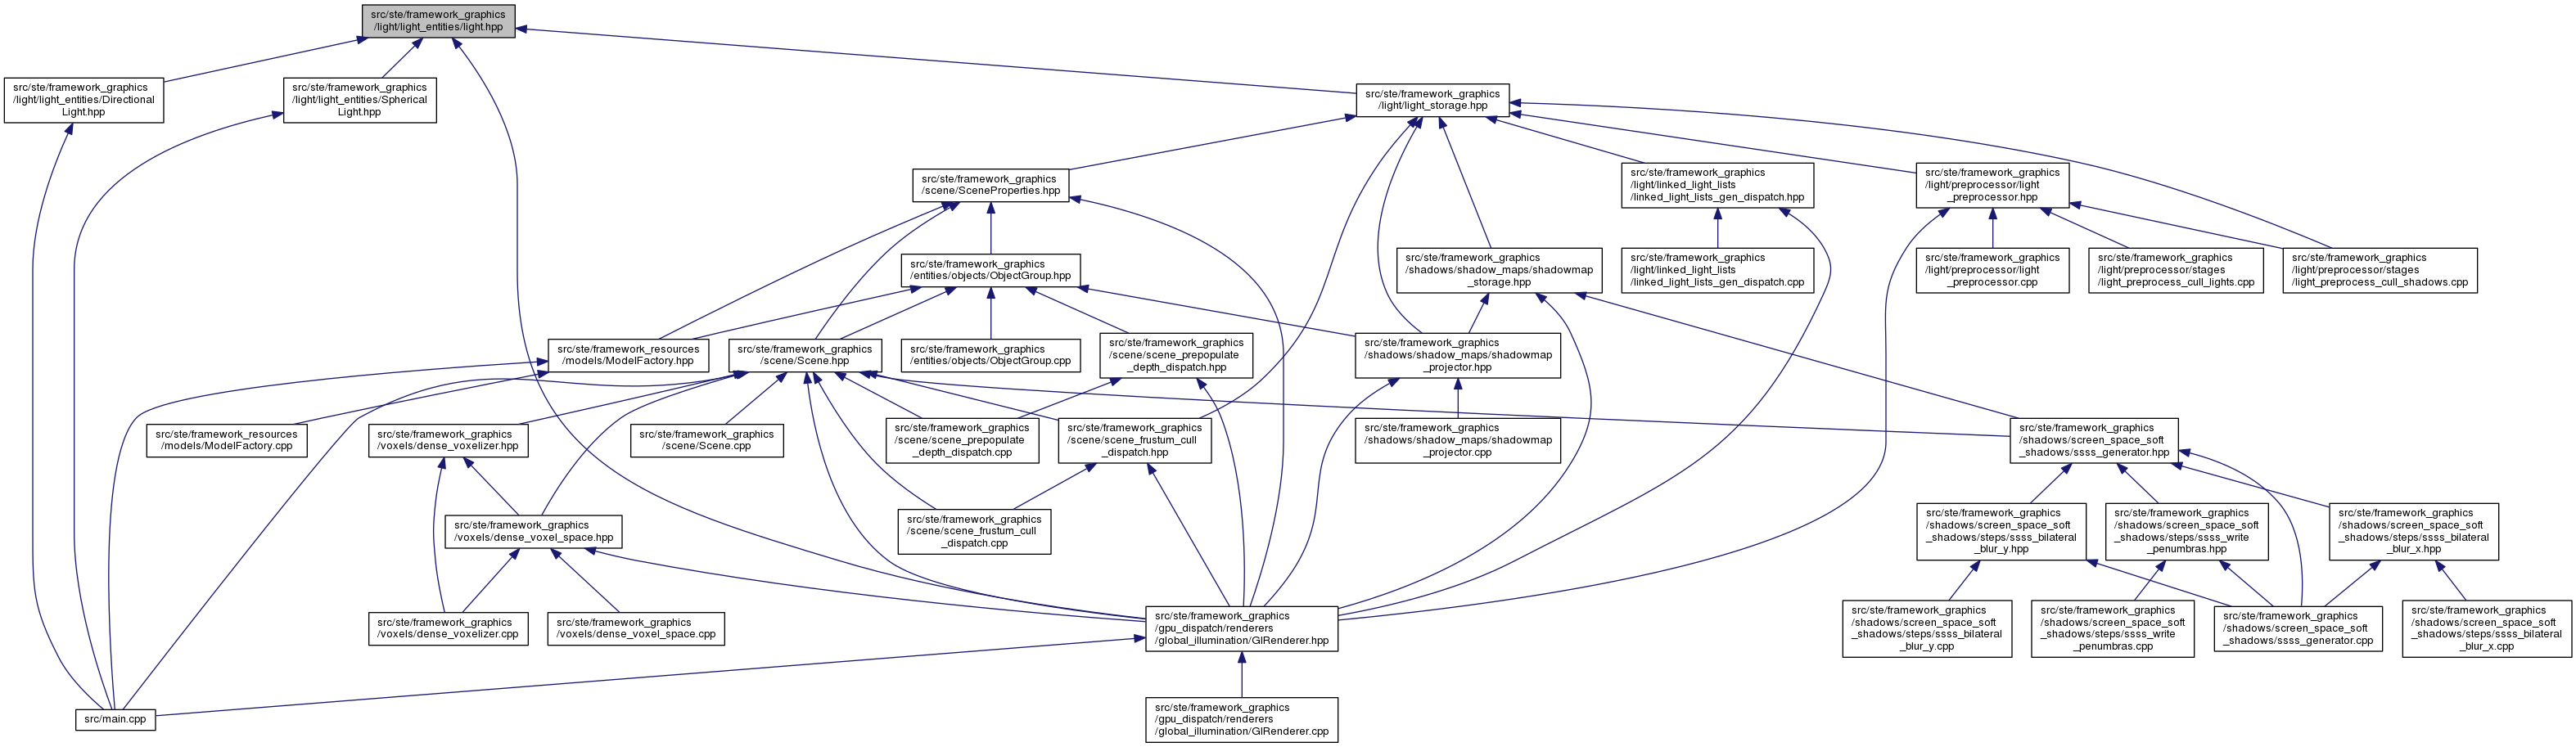 src/ste/framework_graphics
/light/light_entities/light.hpp
src/ste/framework_graphics
/light/light_entities/Directional
Light.hpp
src/ste/framework_graphics
/light/light_entities/Spherical
Light.hpp
src/ste/framework_graphics
/light/light_storage.hpp
src/ste/framework_graphics
/scene/SceneProperties.hpp
src/ste/framework_graphics
/light/linked_light_lists
/linked_light_lists_gen_dispatch.hpp
src/ste/framework_graphics
/light/preprocessor/light
_preprocessor.hpp
src/ste/framework_graphics
/entities/objects/ObjectGroup.hpp
src/ste/framework_graphics
/shadows/shadow_maps/shadowmap
_storage.hpp
src/ste/framework_graphics
/light/linked_light_lists
/linked_light_lists_gen_dispatch.cpp
src/ste/framework_graphics
/light/preprocessor/light
_preprocessor.cpp
src/ste/framework_graphics
/light/preprocessor/stages
/light_preprocess_cull_lights.cpp
src/ste/framework_graphics
/light/preprocessor/stages
/light_preprocess_cull_shadows.cpp
src/ste/framework_resources
/models/ModelFactory.hpp
src/ste/framework_graphics
/scene/Scene.hpp
src/ste/framework_graphics
/entities/objects/ObjectGroup.cpp
src/ste/framework_graphics
/scene/scene_prepopulate
_depth_dispatch.hpp
src/ste/framework_graphics
/shadows/shadow_maps/shadowmap
_projector.hpp
src/ste/framework_resources
/models/ModelFactory.cpp
src/ste/framework_graphics
/voxels/dense_voxelizer.hpp
src/ste/framework_graphics
/scene/Scene.cpp
src/ste/framework_graphics
/scene/scene_prepopulate
_depth_dispatch.cpp
src/ste/framework_graphics
/scene/scene_frustum_cull
_dispatch.hpp
src/ste/framework_graphics
/shadows/shadow_maps/shadowmap
_projector.cpp
src/ste/framework_graphics
/shadows/screen_space_soft
_shadows/ssss_generator.hpp
src/ste/framework_graphics
/voxels/dense_voxel_space.hpp
src/ste/framework_graphics
/scene/scene_frustum_cull
_dispatch.cpp
src/ste/framework_graphics
/shadows/screen_space_soft
_shadows/steps/ssss_bilateral
_blur_y.hpp
src/ste/framework_graphics
/shadows/screen_space_soft
_shadows/steps/ssss_write
_penumbras.hpp
src/ste/framework_graphics
/shadows/screen_space_soft
_shadows/steps/ssss_bilateral
_blur_x.hpp
src/ste/framework_graphics
/voxels/dense_voxelizer.cpp
src/ste/framework_graphics
/voxels/dense_voxel_space.cpp
src/ste/framework_graphics
/gpu_dispatch/renderers
/global_illumination/GIRenderer.hpp
src/ste/framework_graphics
/shadows/screen_space_soft
_shadows/steps/ssss_bilateral
_blur_y.cpp
src/ste/framework_graphics
/shadows/screen_space_soft
_shadows/steps/ssss_write
_penumbras.cpp
src/ste/framework_graphics
/shadows/screen_space_soft
_shadows/ssss_generator.cpp
src/ste/framework_graphics
/shadows/screen_space_soft
_shadows/steps/ssss_bilateral
_blur_x.cpp
src/main.cpp
src/ste/framework_graphics
/gpu_dispatch/renderers
/global_illumination/GIRenderer.cpp